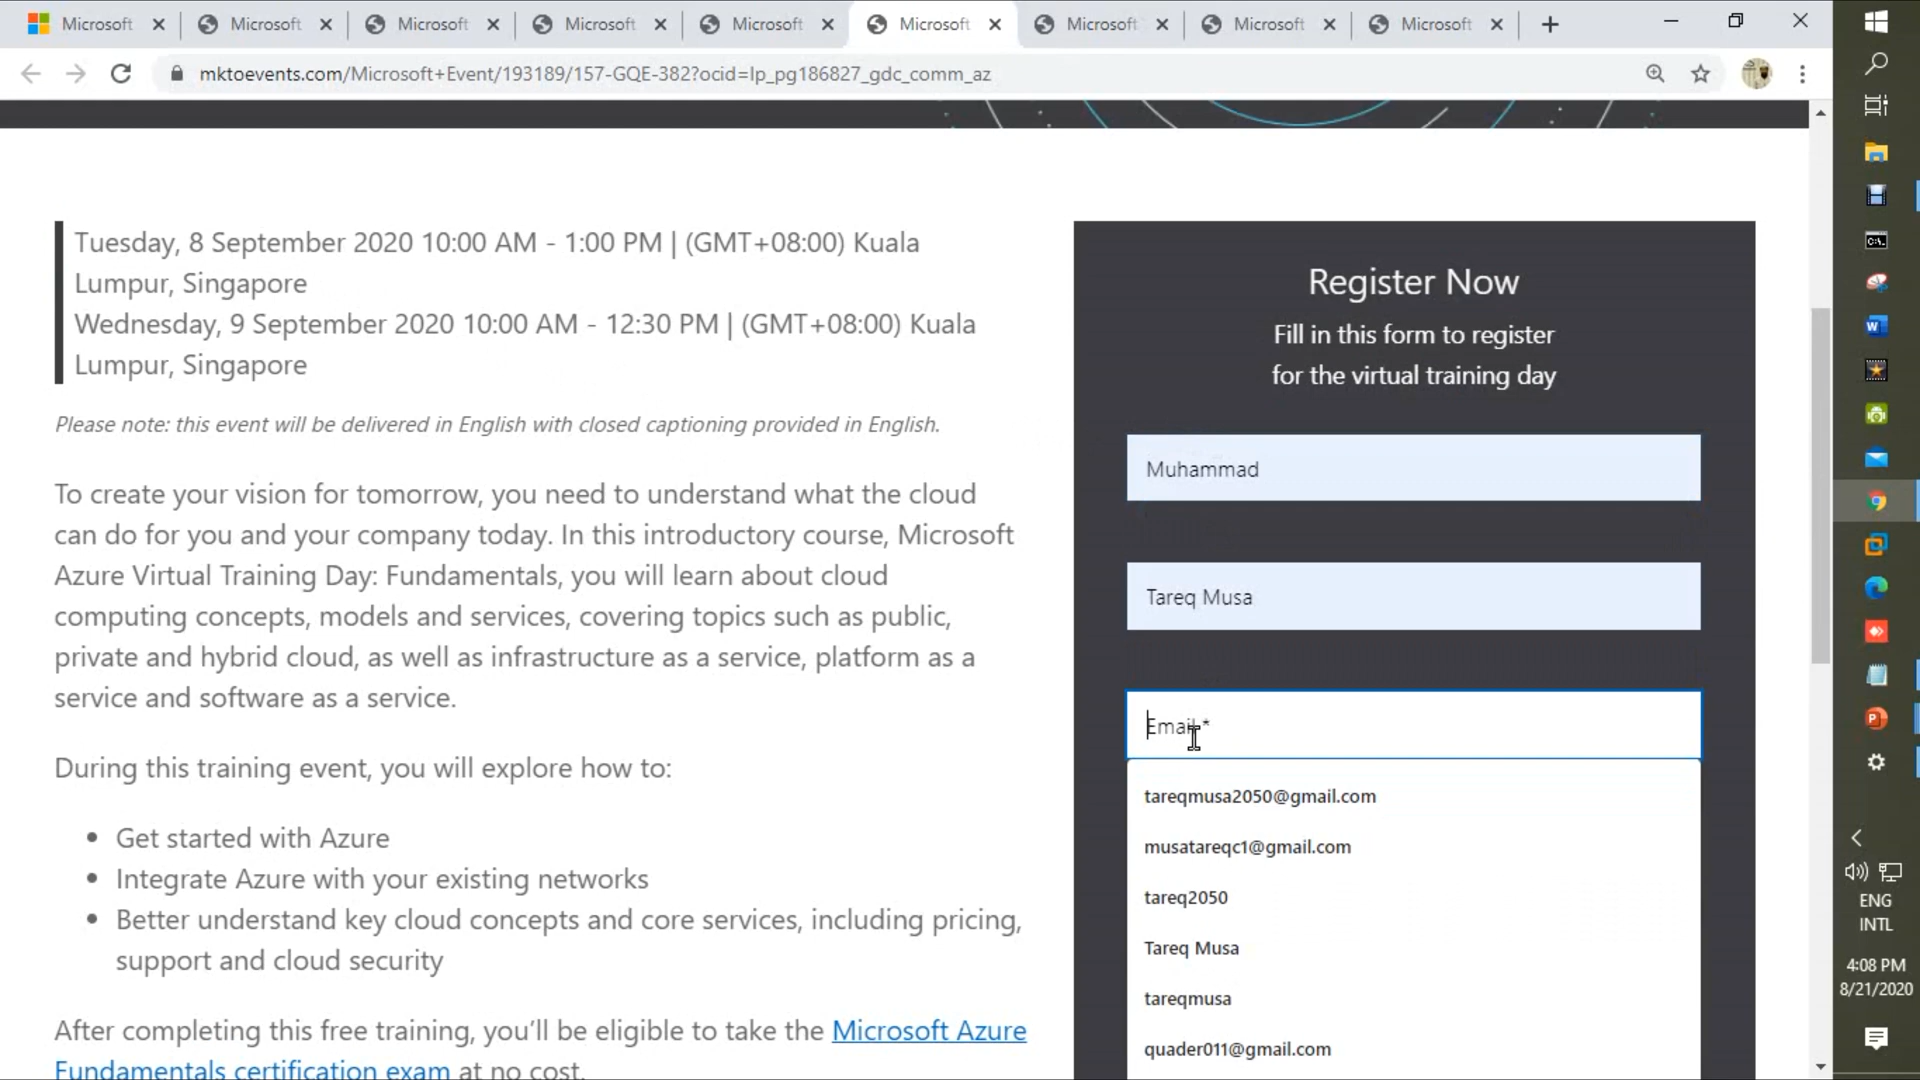 Microsoft
Microsoft
Microsoft
Microsoft
Microsoft
Microsoft
Microsoft
Microsoft
Microsoft
mktoevents.com/Microsoft+Event/193189/157-GQE-382?ocid=lp_pg186827_gdc_comm_az
Tuesday, 8 September 2020 10:00 AM - 1:00 PM | (GMT+08:00) Kuala
Lumpur, Singapore
Wednesday, 9 September 2020 10:00 AM - 12:30 PM | (GMT+08:00) Kuala
Lumpur, Singapore
Please note: this event will be delivered in English with closed captioning provided in English.
To create your vision for tomorrow, you need to understand what the cloud
can do for you and your company today. In this introductory course, Microsoft
Azure Virtual Training Day: Fundamentals, you will learn about cloud
computing concepts, models and services, covering topics such as public,
private and hybrid cloud, as well as infrastructure as a service, platform as a
service and software as a service.
During this training event, you will explore how to:
• Get started with Azure
• Integrate Azure with your existing networks
• Better understand key cloud concepts and core services, including pricing,
support and cloud security
After completing this free training, you’ll be eligible to take the Microsoft Azure
Fundamentals certification exam at no cost.
Register Now
Fill in this form to register
for the virtual training day
Muhammad
Tareq Musa
Email *
tareqmusa2050@gmail.com
musatareqc1@gmail.com
tareq2050
Tareq Musa
tareqmusa
quader011@gmail.com
ENG
INTL
4:08 PM
8/21/2020